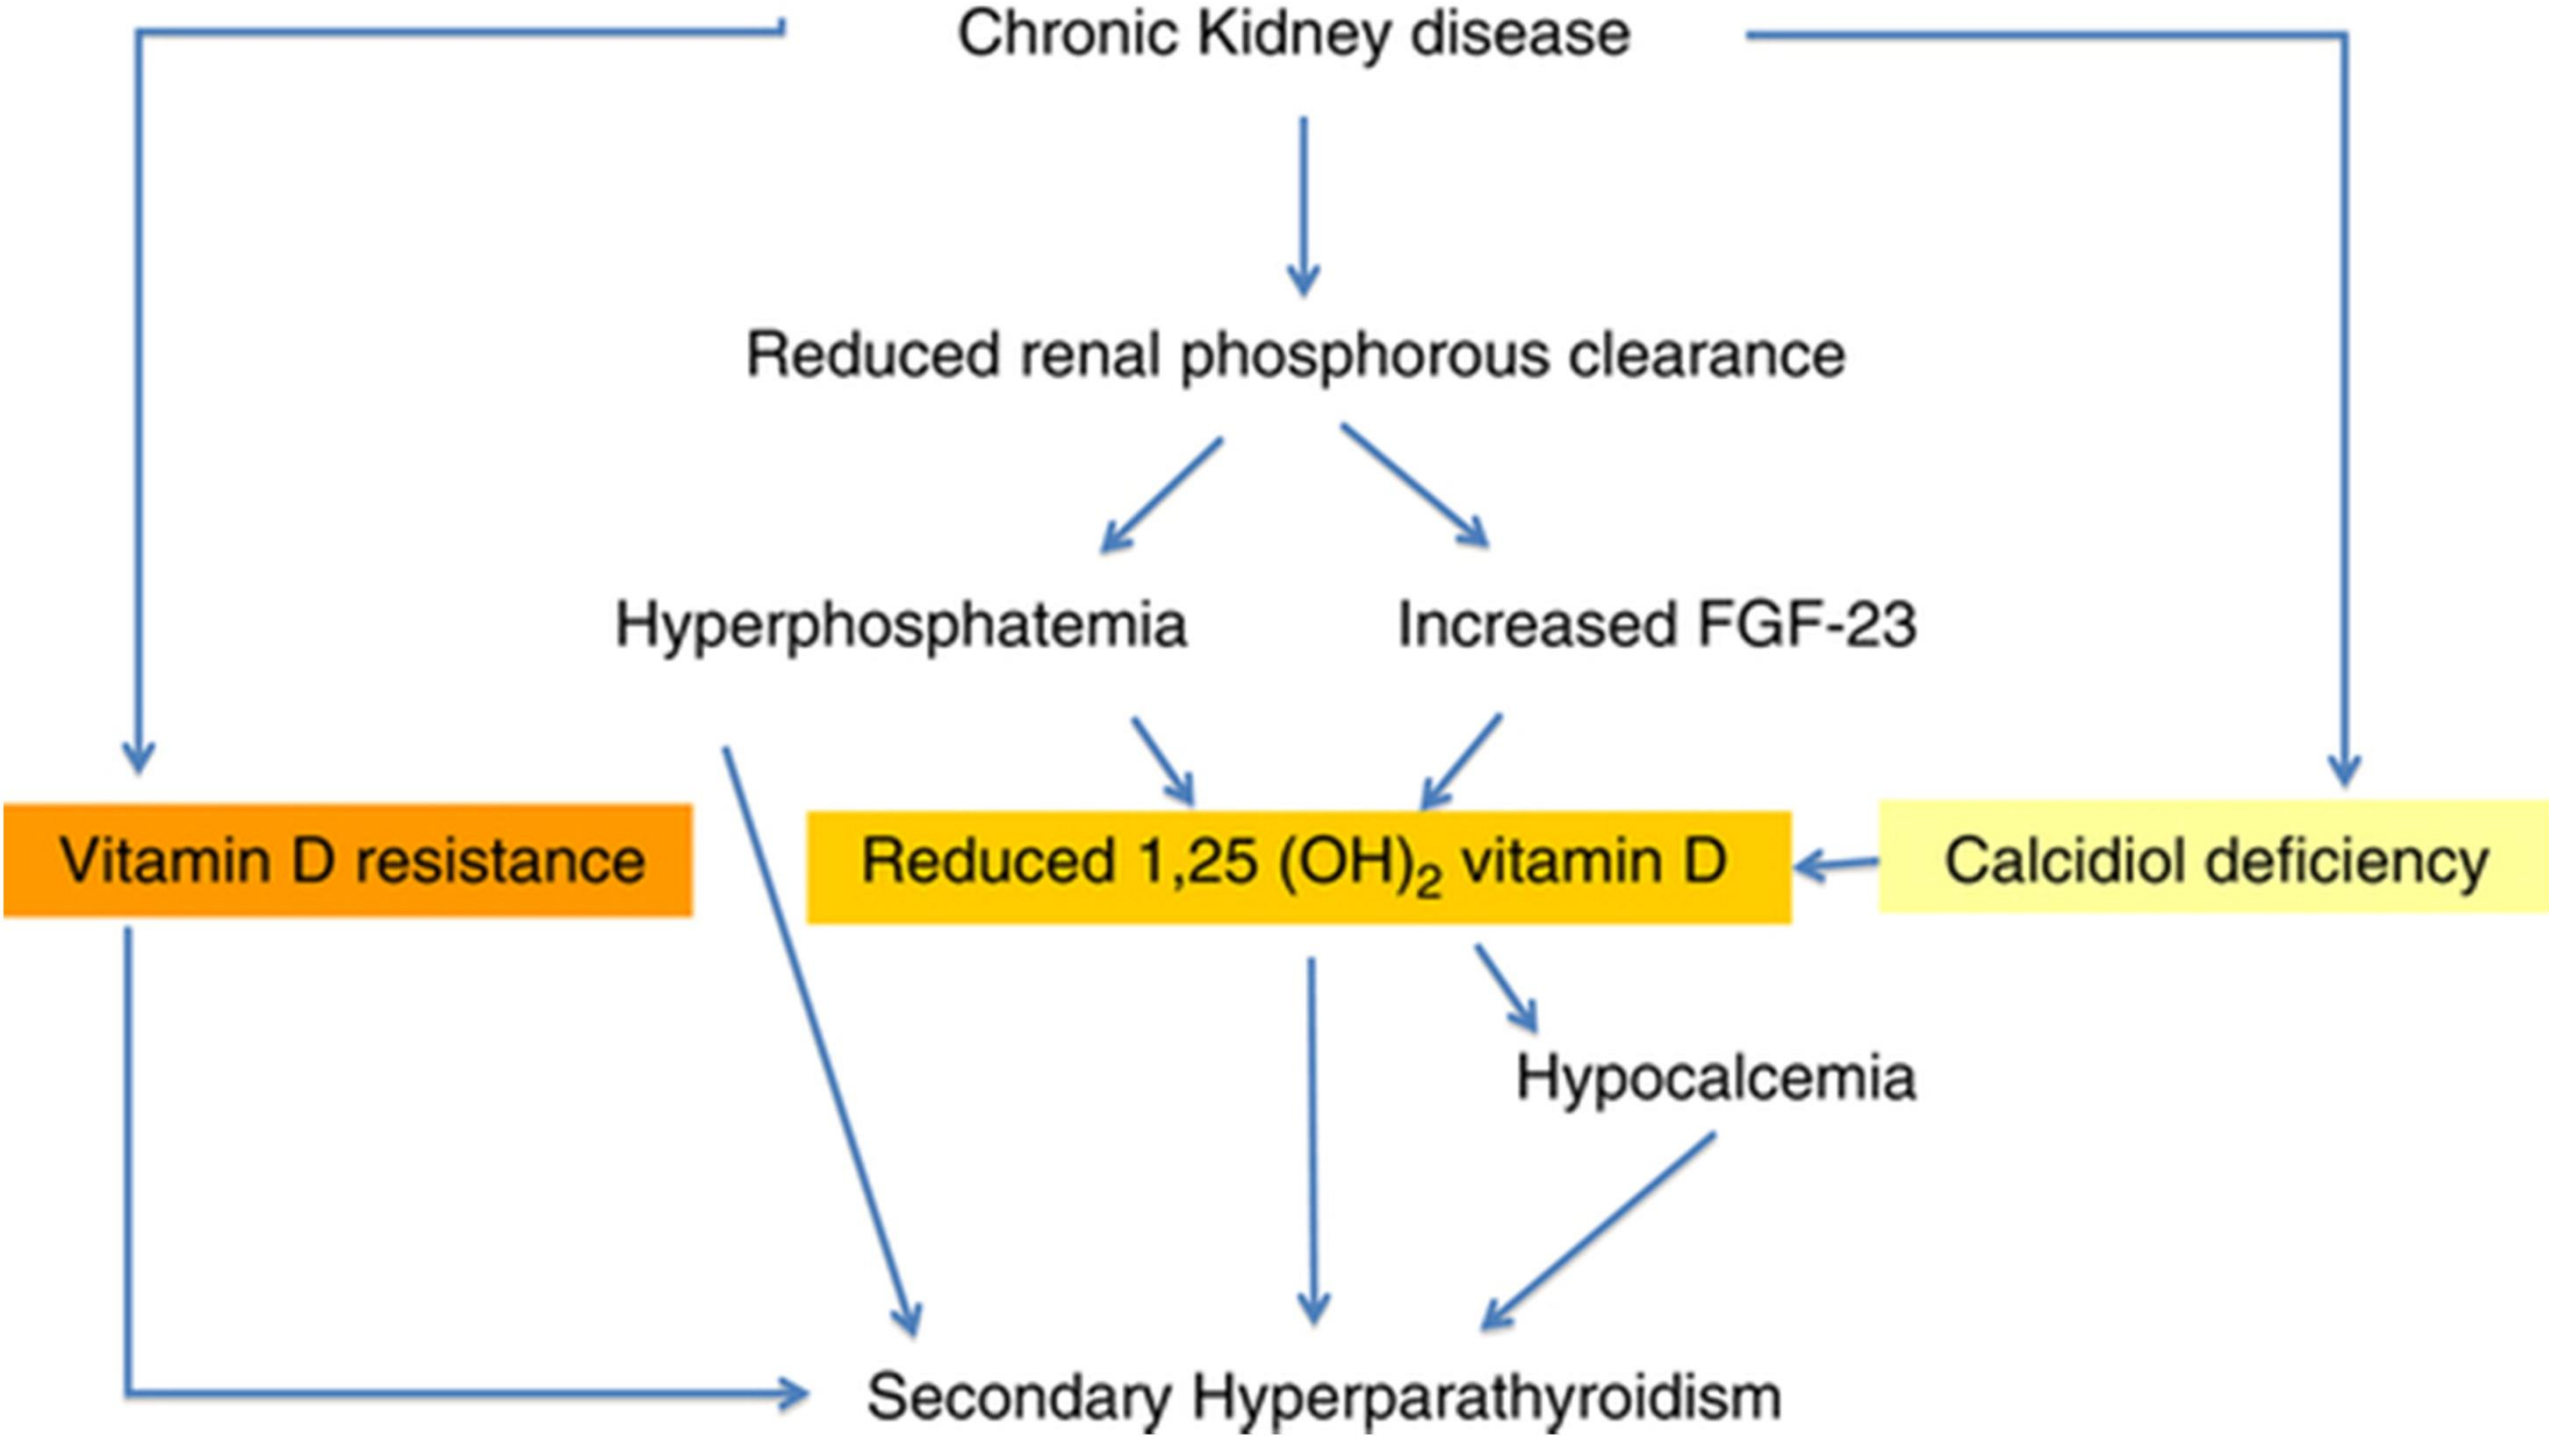 Chronic Kidney disease
Reduced renal phosphorous clearance
Hyperphosphatemia
Increased FGF-23
Vitamin D resistance
Reduced 1,25 (OH)₂ vitamin D
Calcidiol deficiency
Hypocalcemia
Secondary Hyperparathyroidism